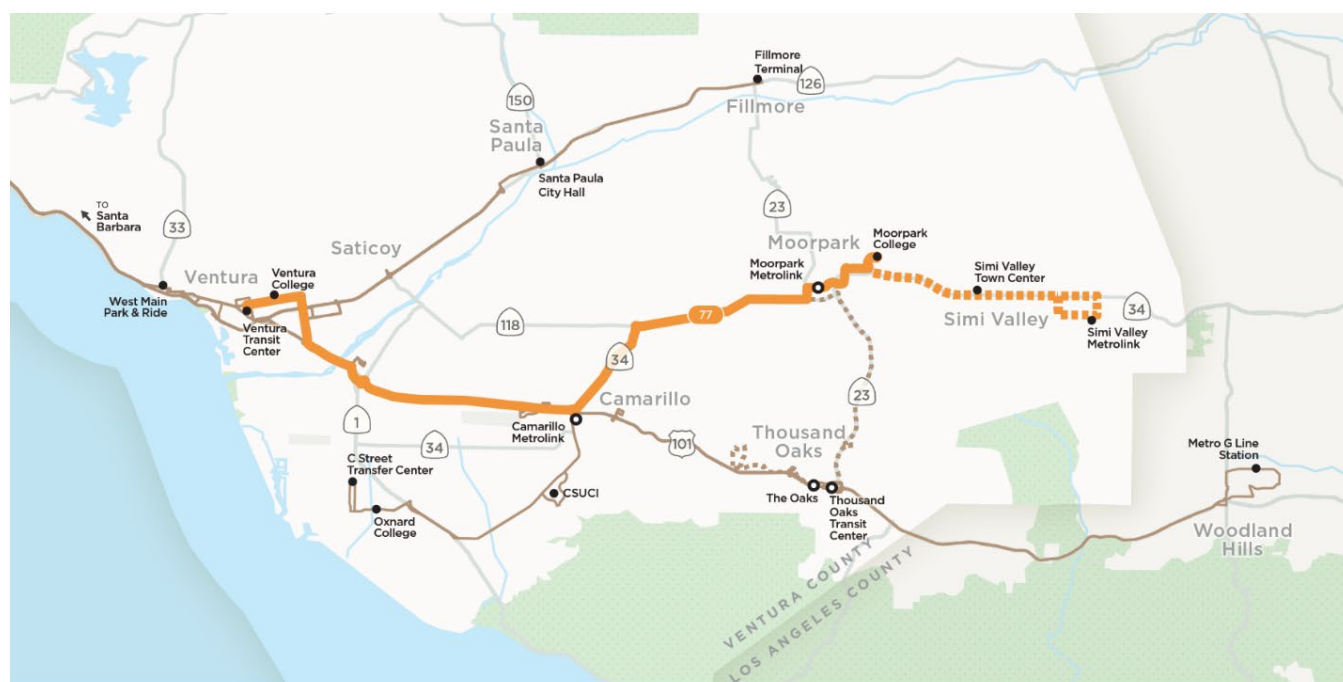 Fillmore
Terminal
126
Fillmore
150
Santa
Paula
Santa Paula
City Hall
TO
Santa
Barbara
33
Saticoy
23
Moorpark
Moorpark
College
Ventura
Ventura
College
Moorpark
Metrolink
Simi Valley
Town Center
West Main
Park & Ride
Ventura
Transit
Center
118
77
Simi Valley
34
Simi Valley
Metrolink
34
Camarillo
23
1
Camarillo
Metrolink
34
101
Thousand
Oaks
Metro G Line
Station
C Street
Transfer Center
CSUCI
The Oaks
Thousand
Oaks
Transit
Center
Oxnard
College
Woodland
Hills
VENTURA COUNTY
LOS ANGELES COUNTY